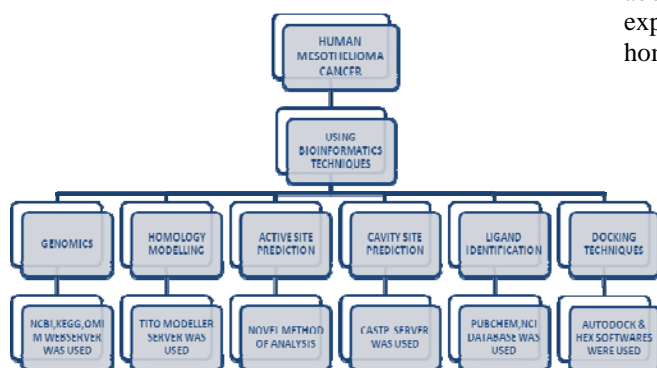 exp
hor
HUMAN
MESOTHELIOMA
CANCER
USING
BIOINFORMATICS
TECHNIQUES
GENOMICS
HOMOLOGY
MODELLING
ACTIVE SITE
PREDICTION
CAVITY SITE
PREDICTION
LIGAND
IDENTIFICATION
DOCKING
TECHNIQUES
NCBI,KEGG,OMI
M WEBSERVER
WAS USED
TITO MODELLER
SERVER WAS
USED
NOVEL METHOD
OF ANALYSIS
CASTP SERVER
WAS USED
PUBCHEM,NCI
DATABASE WAS
USED
AUTODOCK &
HEX SOFTWARES
WERE USED